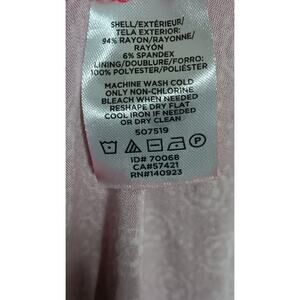 SHELL/EXTÉRIEUR/
TELA EXTERIOR:
94% RAYON/RAYONNE/
RAYÓN
6% SPANDEX
LINING/DOUBLURE/FORRO:
100% POLYESTER/POLIÉSTER
MACHINE WASH COLD
ONLY NON-CHLORINE
BLEACH WHEN NEEDED
RESHAPE DRY FLAT
COOL IRON IF NEEDED
OR DRY CLEAN
507519
ID# 70068
CA#57421
RN#140923